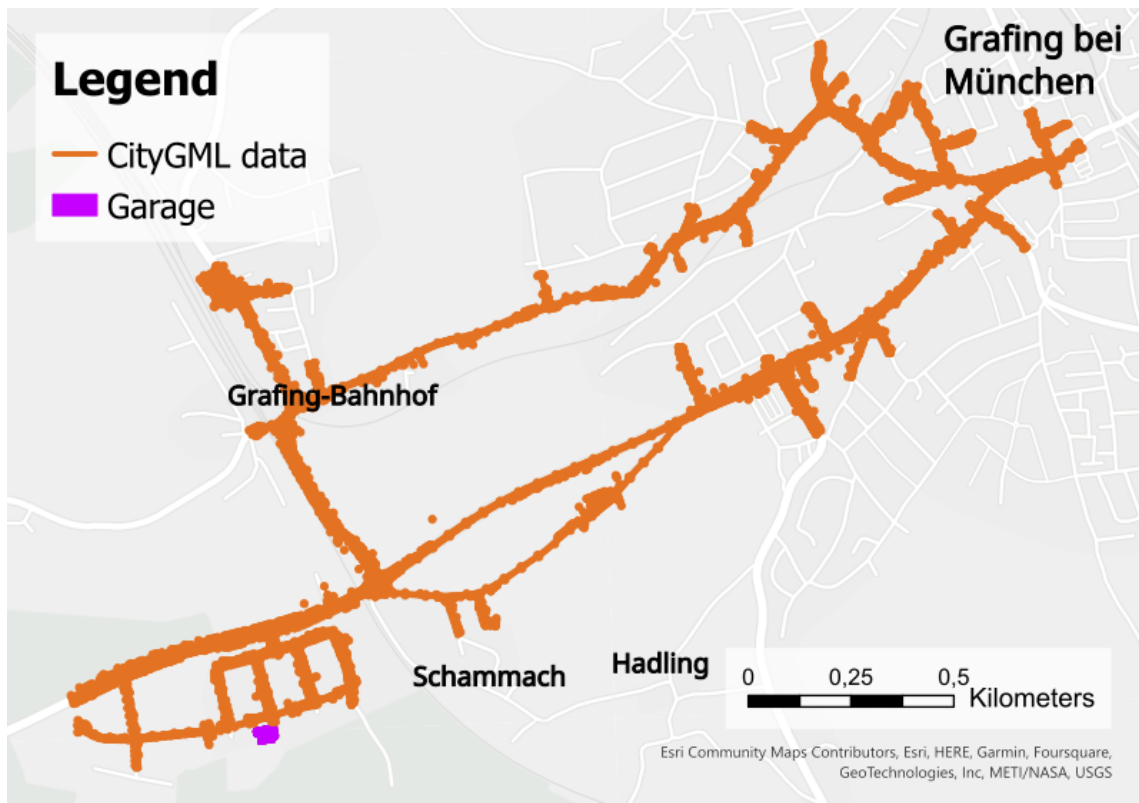 Grafing bei
München
Legend
CityGML data
Garage
Grafing-Bahnhof
Schammach
Hadling
0 0,25 0,5
Kilometers
Esri Community Maps Contributors, Esri, HERE, Garmin, Foursquare,
GeoTechnologies, Inc, METI/NASA, USGS